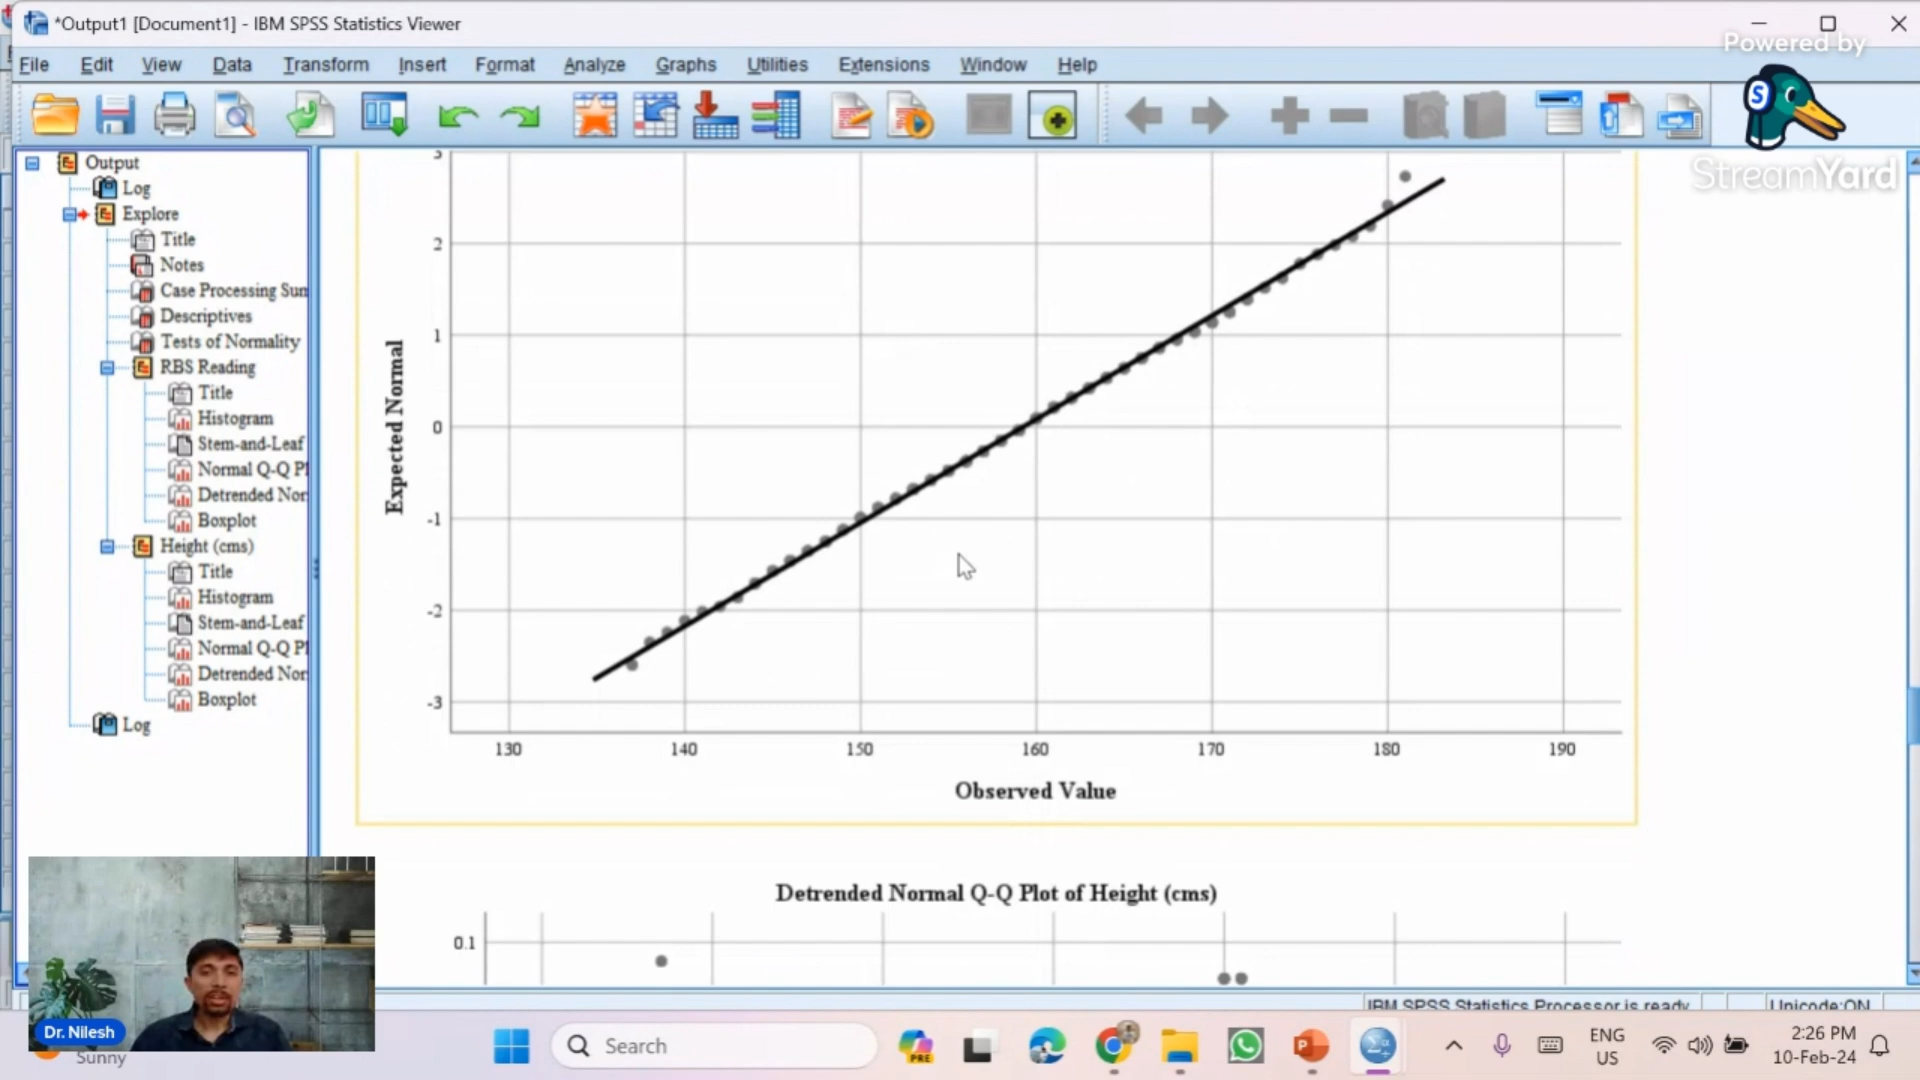 *Output1 [Document1] - IBM SPSS Statistics Viewer
File Edit View Data Transform Insert Format Analyze Graphs Utilities Extensions Window Help
Powered by
S
StreamYard
Output
Log
Explore
Title
Notes
Case Processing Sum
Descriptives
Tests of Normality
RBS Reading
Title
Histogram
Stem-and-Leaf
Normal Q-Q Pl
Detrended Nor
Boxplot
Height (cms)
Title
Histogram
Stem-and-Leaf
Normal Q-Q Pl
Detrended Nor
Boxplot
Log
3
2
1
0
-1
-2
-3
Expected Normal
130 140 150 160 170 180 190
Observed Value
Detrended Normal Q-Q Plot of Height (cms)
0.1
IBM SPSS Statistics Processor is ready
Unicode:ON
Dr. Nilesh
Sunny
Search
PRE
ENG
US
2:26 PM
10-Feb-24